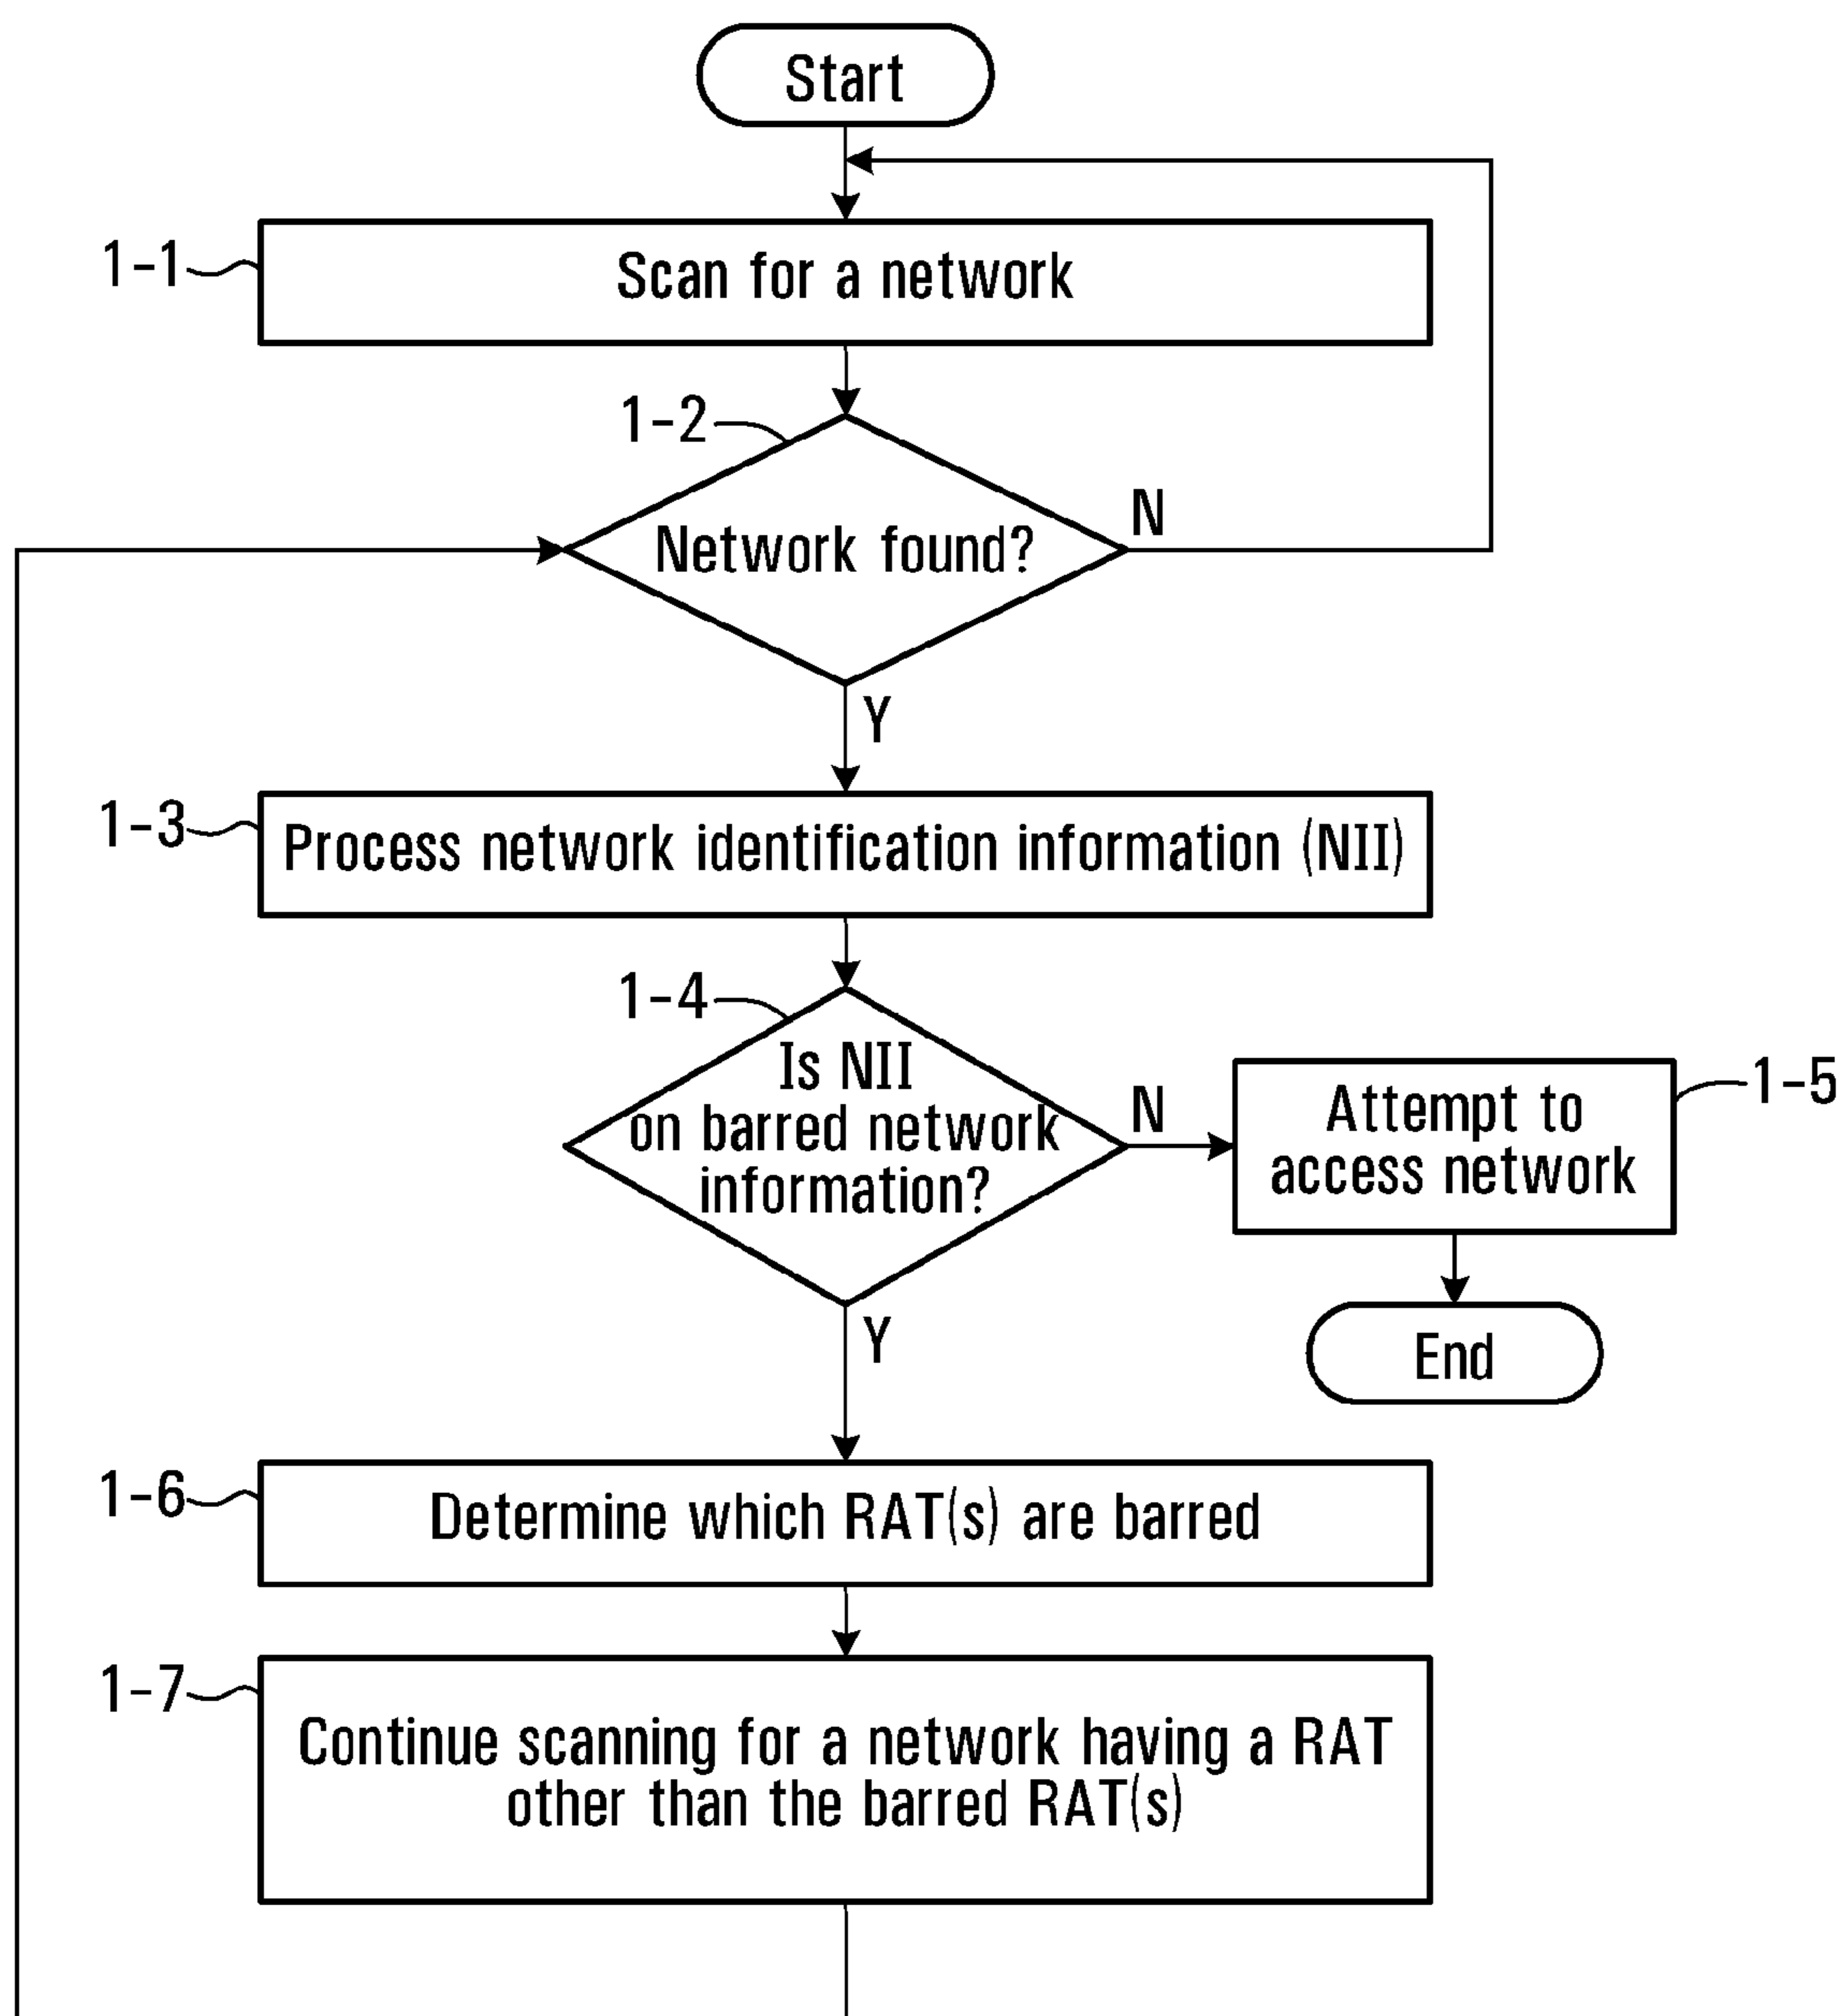 Start
1-1
Scan for a network
1-2
Network found?
N
Y
1-3
Process network identification information (NII)
1-4
Is NII
on barred network
information?
N
Attempt to
access network
1-5
Y
End
1-6
Determine which RAT(s) are barred
1-7
Continue scanning for a network having a RAT
other than the barred RAT(s)